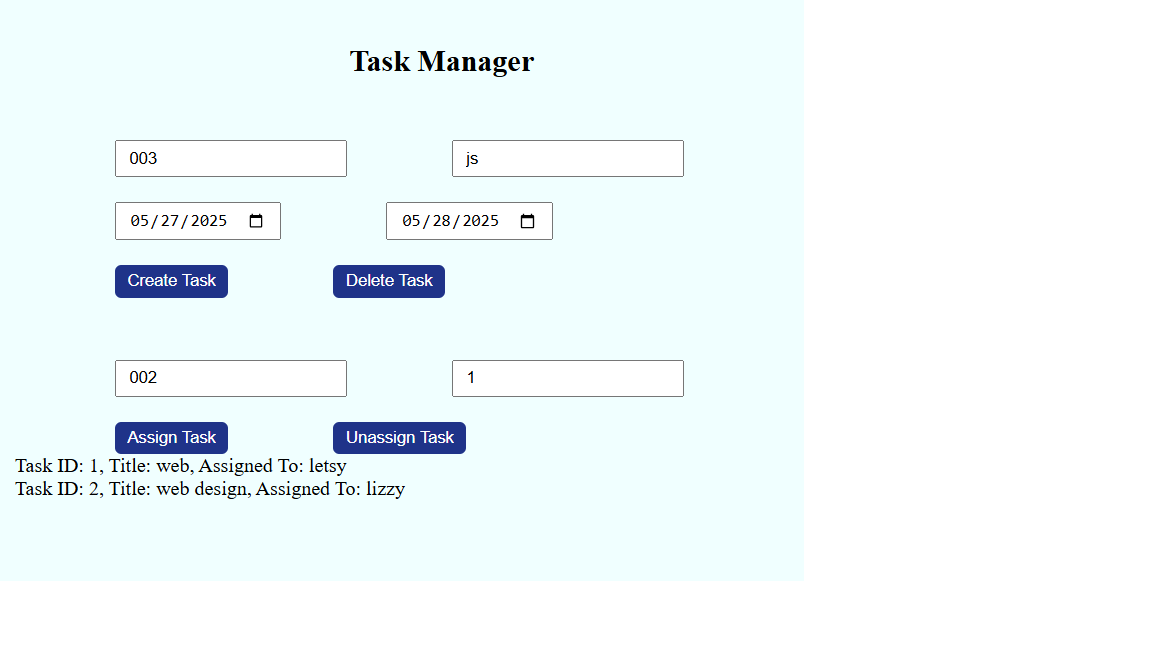 Task Manager
003 js
05/27/2025 05/28/2025
Create Task Delete Task
002 1
Assign Task Unassign Task
Task ID: 1, Title: web, Assigned To: letsy
Task ID: 2, Title: web design, Assigned To: lizzy